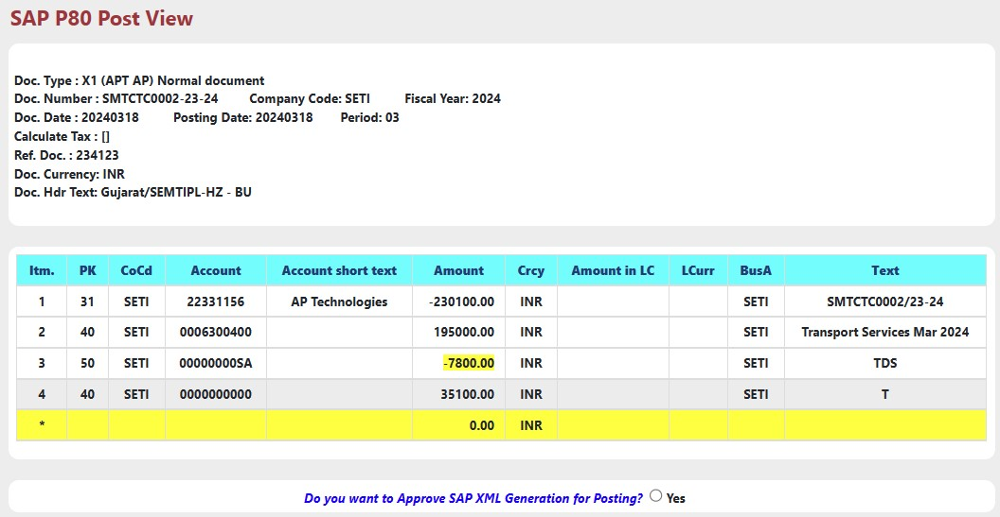 SAP P80 Post View
Doc. Type : X1 (APT AP) Normal document
Doc. Number : SMTCTC0002-23-24 Company Code: SETI Fiscal Year: 2024
Doc. Date : 20240318 Posting Date: 20240318 Period: 03
Calculate Tax : []
Ref. Doc. : 234123
Doc. Currency: INR
Doc. Hdr Text: Gujarat/SEMTIPL-HZ - BU
Itm. PK CoCd Account Account short text Amount Crcy Amount in LC LCurr BusA Text
1 31 SETI 22331156 AP Technologies -230100.00 INR SETI SMTCTC0002/23-24
2 40 SETI 0006300400 195000.00 INR SETI Transport Services Mar 2024
3 50 SETI 00000000SA -7800.00 INR SETI TDS
4 40 SETI 0000000000 35100.00 INR SETI T
* 0.00 INR
Do you want to Approve SAP XML Generation for Posting? Yes